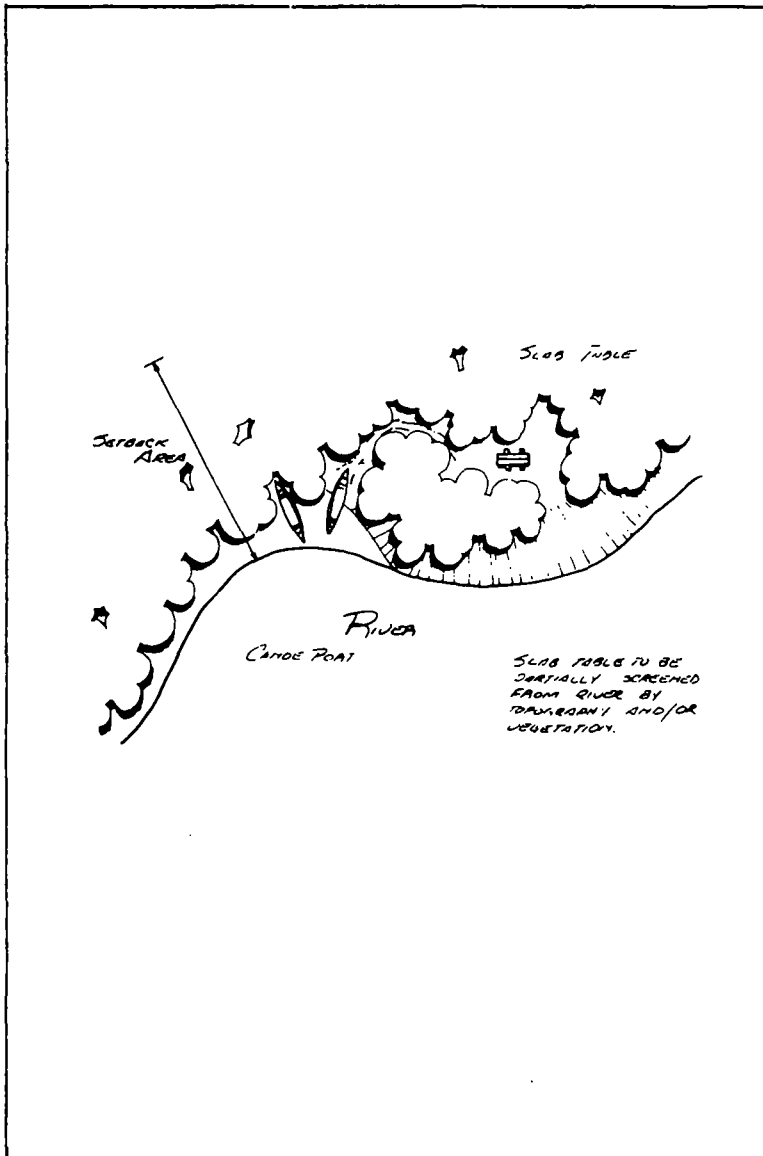 SLAB TABLE
SETBACK
AREA
RIVER
CANOE PORT
SLAB TABLE TO BE
PARTIALLY SCREENED
FROM RIVER BY
TOPOGRAPHY AND/OR
VEGETATION.